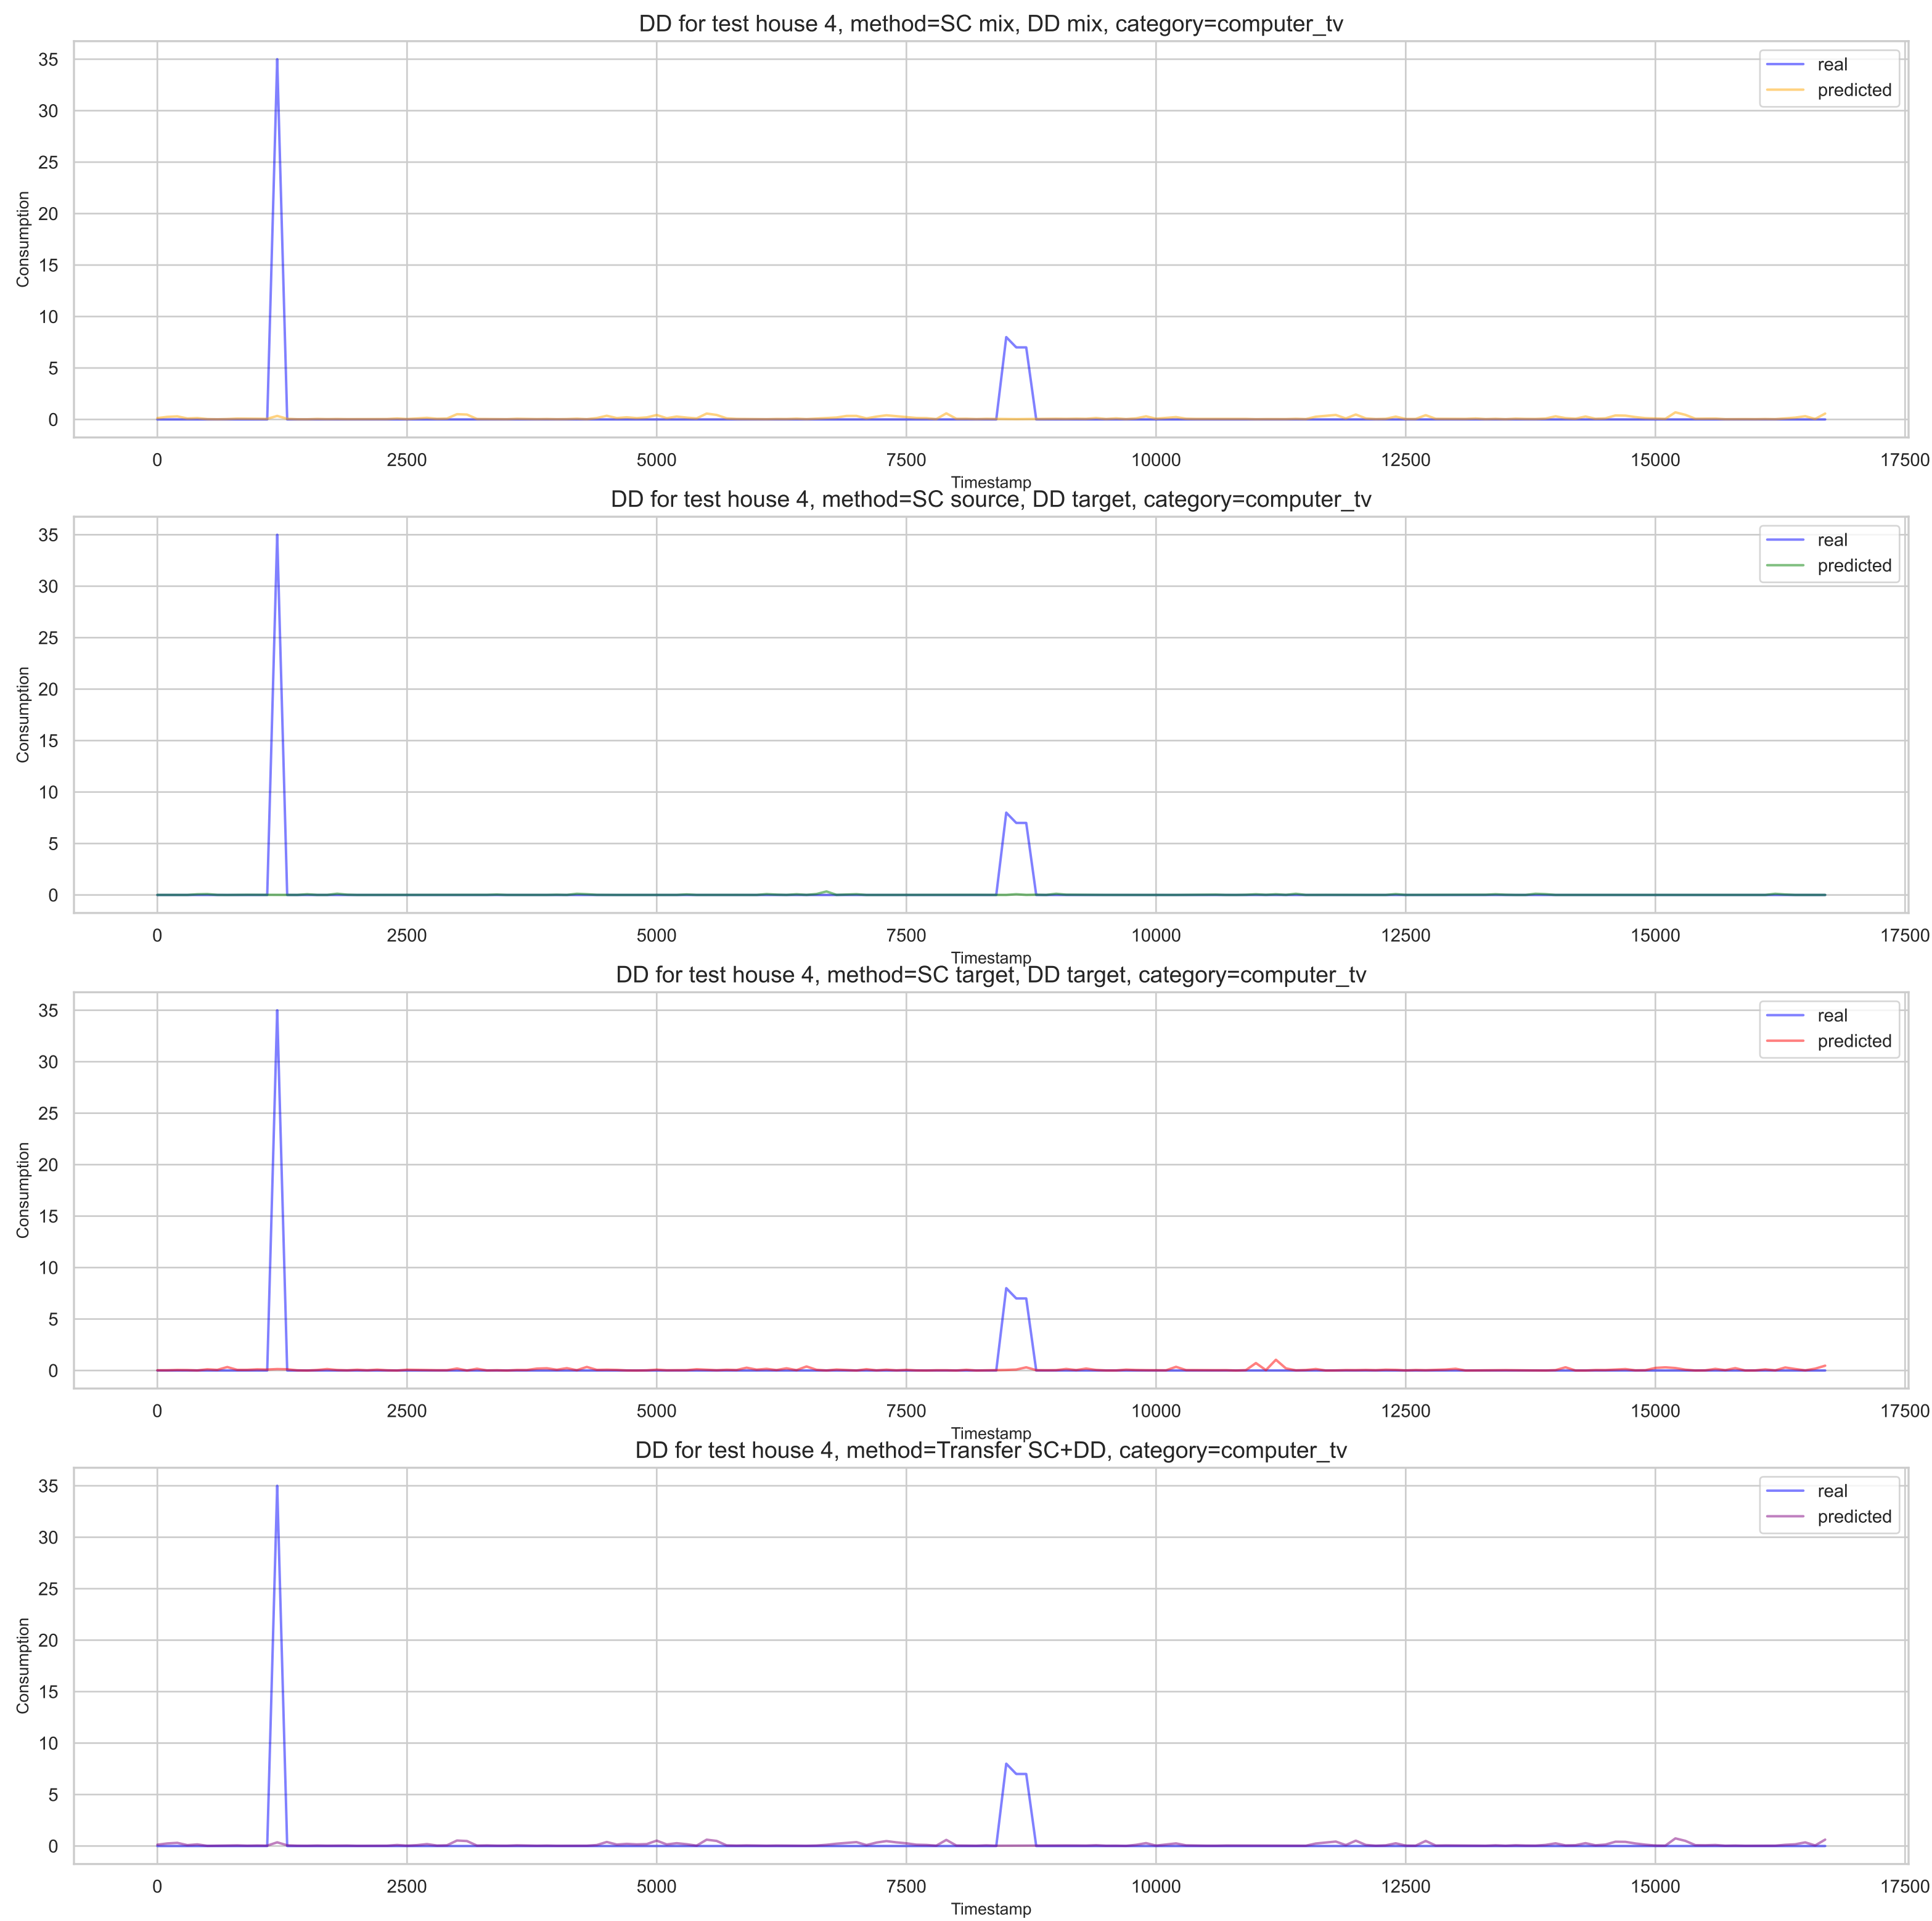 DD for test house 4, method=SC mix, DD mix, category=computer_tv
35
30
25
20
15
10
5
0
Consumption
real
predicted
0 2500 5000 7500 10000 12500 15000 17500
Timestamp
DD for test house 4, method=SC source, DD target, category=computer_tv
35
30
25
20
15
10
5
0
Consumption
real
predicted
0 2500 5000 7500 10000 12500 15000 17500
Timestamp
DD for test house 4, method=SC target, DD target, category=computer_tv
35
30
25
20
15
10
5
0
Consumption
real
predicted
0 2500 5000 7500 10000 12500 15000 17500
Timestamp
DD for test house 4, method=Transfer SC+DD, category=computer_tv
35
30
25
20
15
10
5
0
Consumption
real
predicted
0 2500 5000 7500 10000 12500 15000 17500
Timestamp